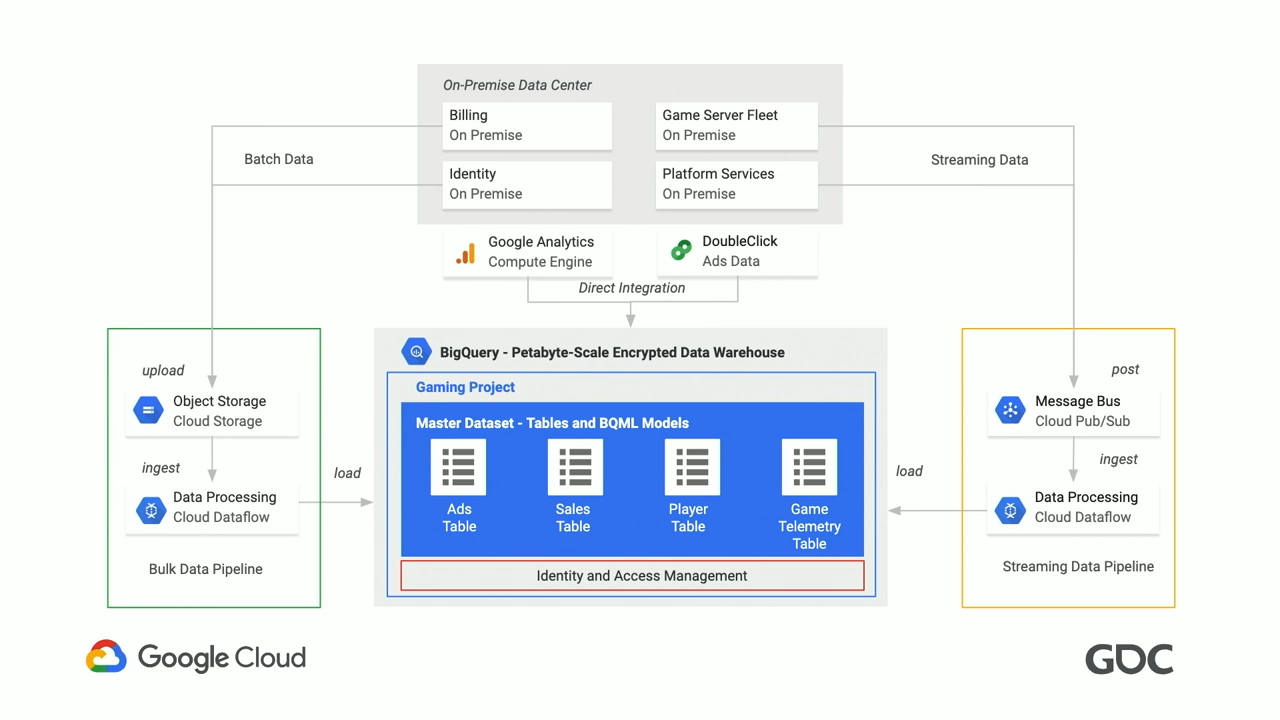 On-Premise Data Center
Billing
On Premise
Game Server Fleet
On Premise
Batch Data
Streaming Data
Identity
On Premise
Platform Services
On Premise
Google Analytics
Compute Engine
DoubleClick
Ads Data
Direct Integration
BigQuery - Petabyte-Scale Encrypted Data Warehouse
Gaming Project
Master Dataset - Tables and BQML Models
Ads
Table
Sales
Table
Player
Table
Game
Telemetry
Table
Identity and Access Management
upload
Object Storage
Cloud Storage
ingest
Data Processing
Cloud Dataflow
Bulk Data Pipeline
load
load
post
Message Bus
Cloud Pub/Sub
ingest
Data Processing
Cloud Dataflow
Streaming Data Pipeline
Google Cloud
GDC